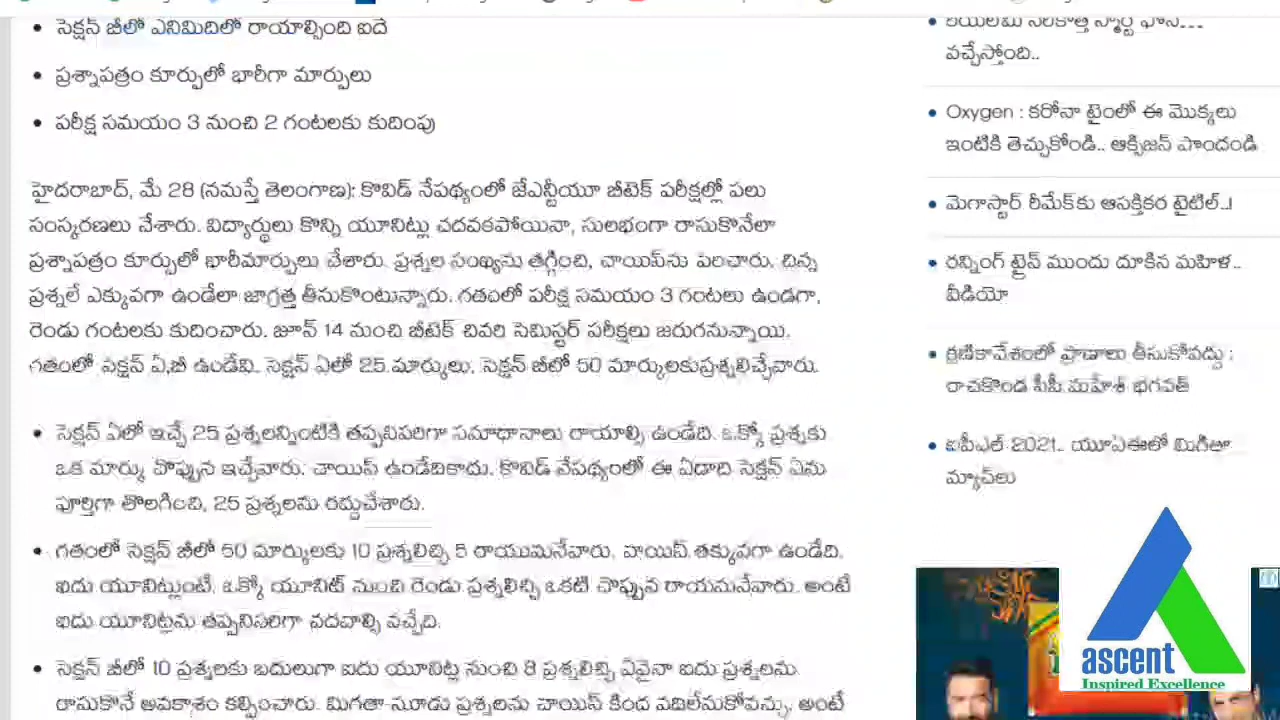 సెక్షన్ బీలో ఎనిమిదిలో రాయాల్సింది ఐదే
ప్రశ్నాపత్రం కూర్పులో భారీగా మార్పులు
పరీక్ష సమయం 3 నుంచి 2 గంటలకు కుదింపు
హైదరాబాద్, మే 28 (నమస్తే తెలంగాణ): కొవిడ్ నేపథ్యంలో జేఎన్టీయూ బీటెక్ పరీక్షల్లో పలు
సంస్కరణలు చేశారు. విద్యార్థులు కొన్ని యూనిట్లు చదవకపోయినా, సులభంగా రాసుకొనేలా
ప్రశ్నాపత్రం కూర్పులో భారీమార్పులు చేశారు. ప్రశ్నల సంఖ్యను తగ్గించి, చాయిస్‌ను పెంచారు. చిన్న
ప్రశ్నలే ఎక్కువగా ఉండేలా జాగ్రత్త తీసుకొంటున్నారు. గతంలో పరీక్ష సమయం 3 గంటలు ఉండగా,
రెండు గంటలకు కుదించారు. జూన్ 14 నుంచి బీటెక్ చివరి సెమిస్టర్ పరీక్షలు జరుగనున్నాయి.
గతంలో సెక్షన్ ఏ,బీ ఉండేవి. సెక్షన్ ఏలో 25 మార్కులు, సెక్షన్ బీలో 50 మార్కులకుప్రశ్నలిచ్చేవారు.
సెక్షన్ ఏలో ఇచ్చే 25 ప్రశ్నలన్నింటికి తప్పనిసరిగా సమాధానాలు రాయాల్సి ఉండేది. ఒక్కో ప్రశ్నకు
ఒక మార్కు చొప్పున ఇచ్చేవారు. చాయిస్ ఉండేదికాదు. కొవిడ్ నేపథ్యంలో ఈ ఏడాది సెక్షన్ ఏను
పూర్తిగా తొలగించి, 25 ప్రశ్నలను రద్దుచేశారు.
గతంలో సెక్షన్ బీలో 50 మార్కులకు 10 ప్రశ్నలిచ్చి 5 రాయుమనేవారు. చాయిస్ తక్కువగా ఉండేది.
ఐదు యూనిట్లుంటే, ఒక్కో యూనిట్ నుంచి రెండు ప్రశ్నలిచ్చి ఒకటి చొప్పున రాయమనేవారు. అంటే
ఐదు యూనిట్లను తప్పనిసరిగా చదవాల్సి వచ్చేది.
సెక్షన్ బీలో 10 ప్రశ్నలకు బదులుగా ఐదు యూనిట్ల నుంచి 8 ప్రశ్నలిచ్చి ఏవైనా ఐదు ప్రశ్నలను
రాసుకొనే అవకాశం కల్పించారు. మిగతా మూడు ప్రశ్నలను చాయిస్ కింద వదిలేసుకోవచ్చు. అంటే
వచ్చేస్తోంది..
Oxygen : కరోనా టైంలో ఈ మొక్కలు
ఇంటికి తెచ్చుకోండి.. ఆక్సిజన్ పొందండి
మెగాస్టార్ రీమేక్‌కు ఆసక్తికర టైటిల్..!
రన్నింగ్ ట్రైన్ ముందు దూకిన మహిళ..
వీడియో
క్షణికావేశంలో ప్రాణాలు తీసుకోవద్దు :
రాచకొండ సీపీ మహేశ్ భగవత్
ఐపీఎల్ 2021.. యూఏఈలో మిగతా
మ్యాచ్‌లు
ascent
Inspired Excellence